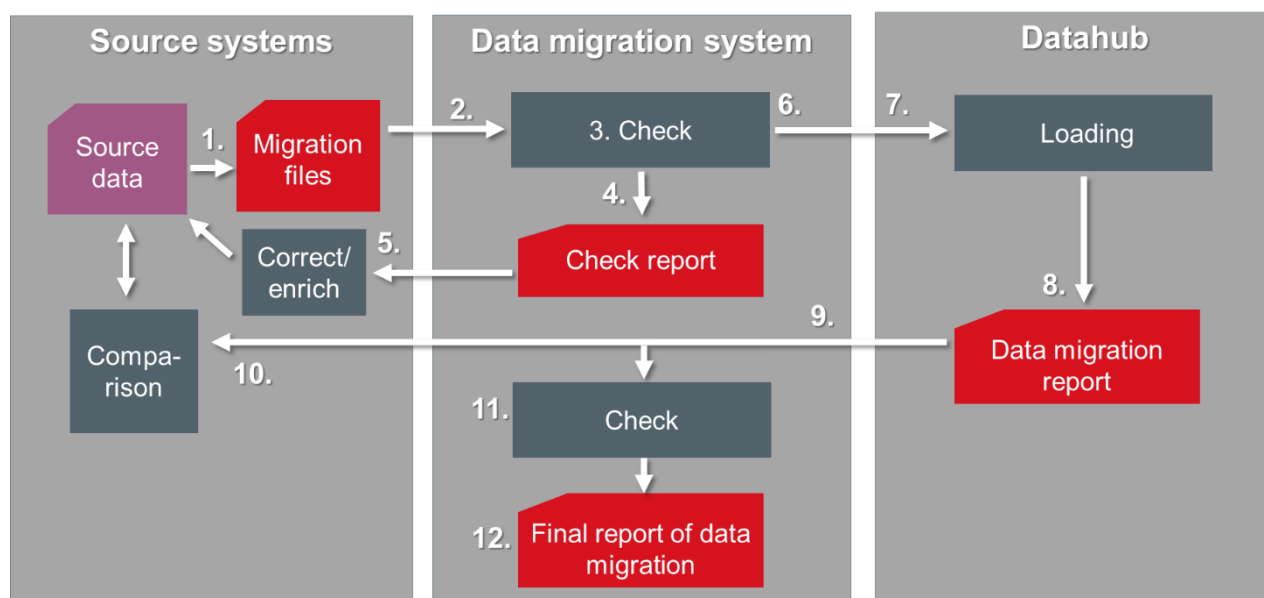 Source systems
Data migration system
Datahub
Source
data
1.
Migration
files
2.
3. Check
6.
7.
Loading
4.
5.
Correct/
enrich
Check report
8.
9.
Compa-
rison
10.
Data migration
report
11.
Check
12.
Final report of data
migration